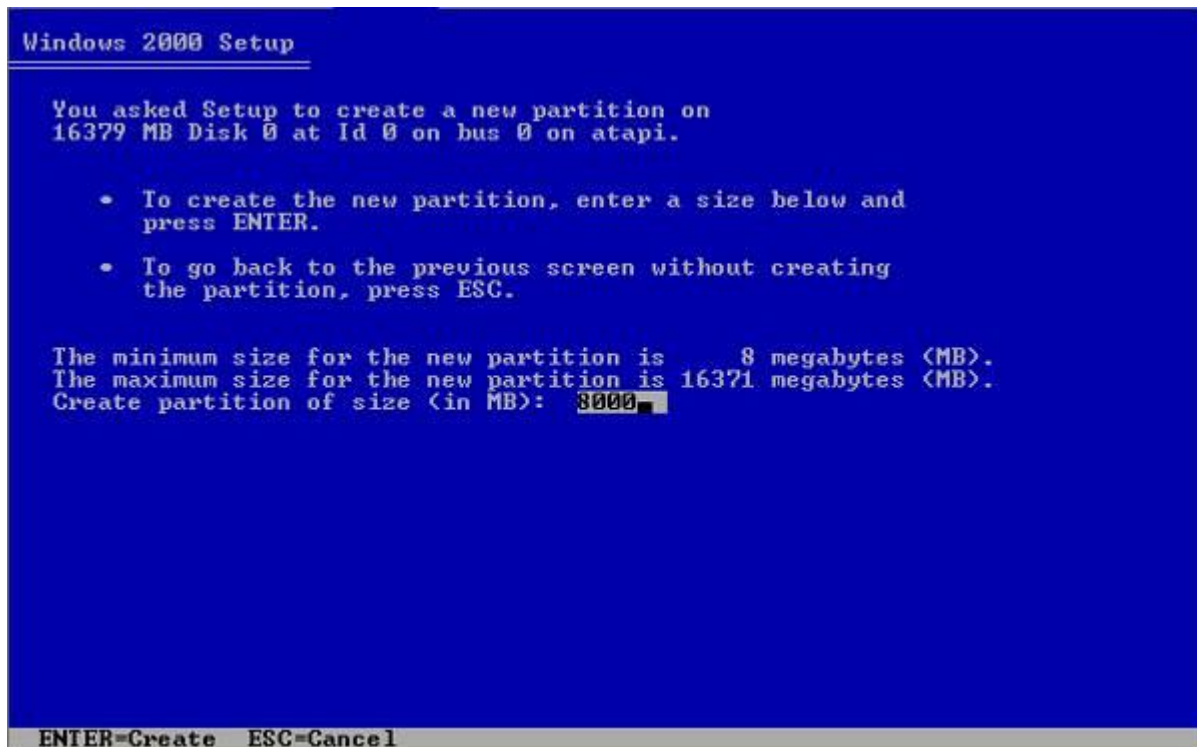 Windows 2000 Setup
You asked Setup to create a new partition on
16379 MB Disk 0 at Id 0 on bus 0 on atapi.
• To create the new partition, enter a size below and
press ENTER.
• To go back to the previous screen without creating
the partition, press ESC.
The minimum size for the new partition is 8 megabytes (MB).
The maximum size for the new partition is 16371 megabytes (MB).
Create partition of size (in MB): 8000_
ENTER=Create ESC=Cancel